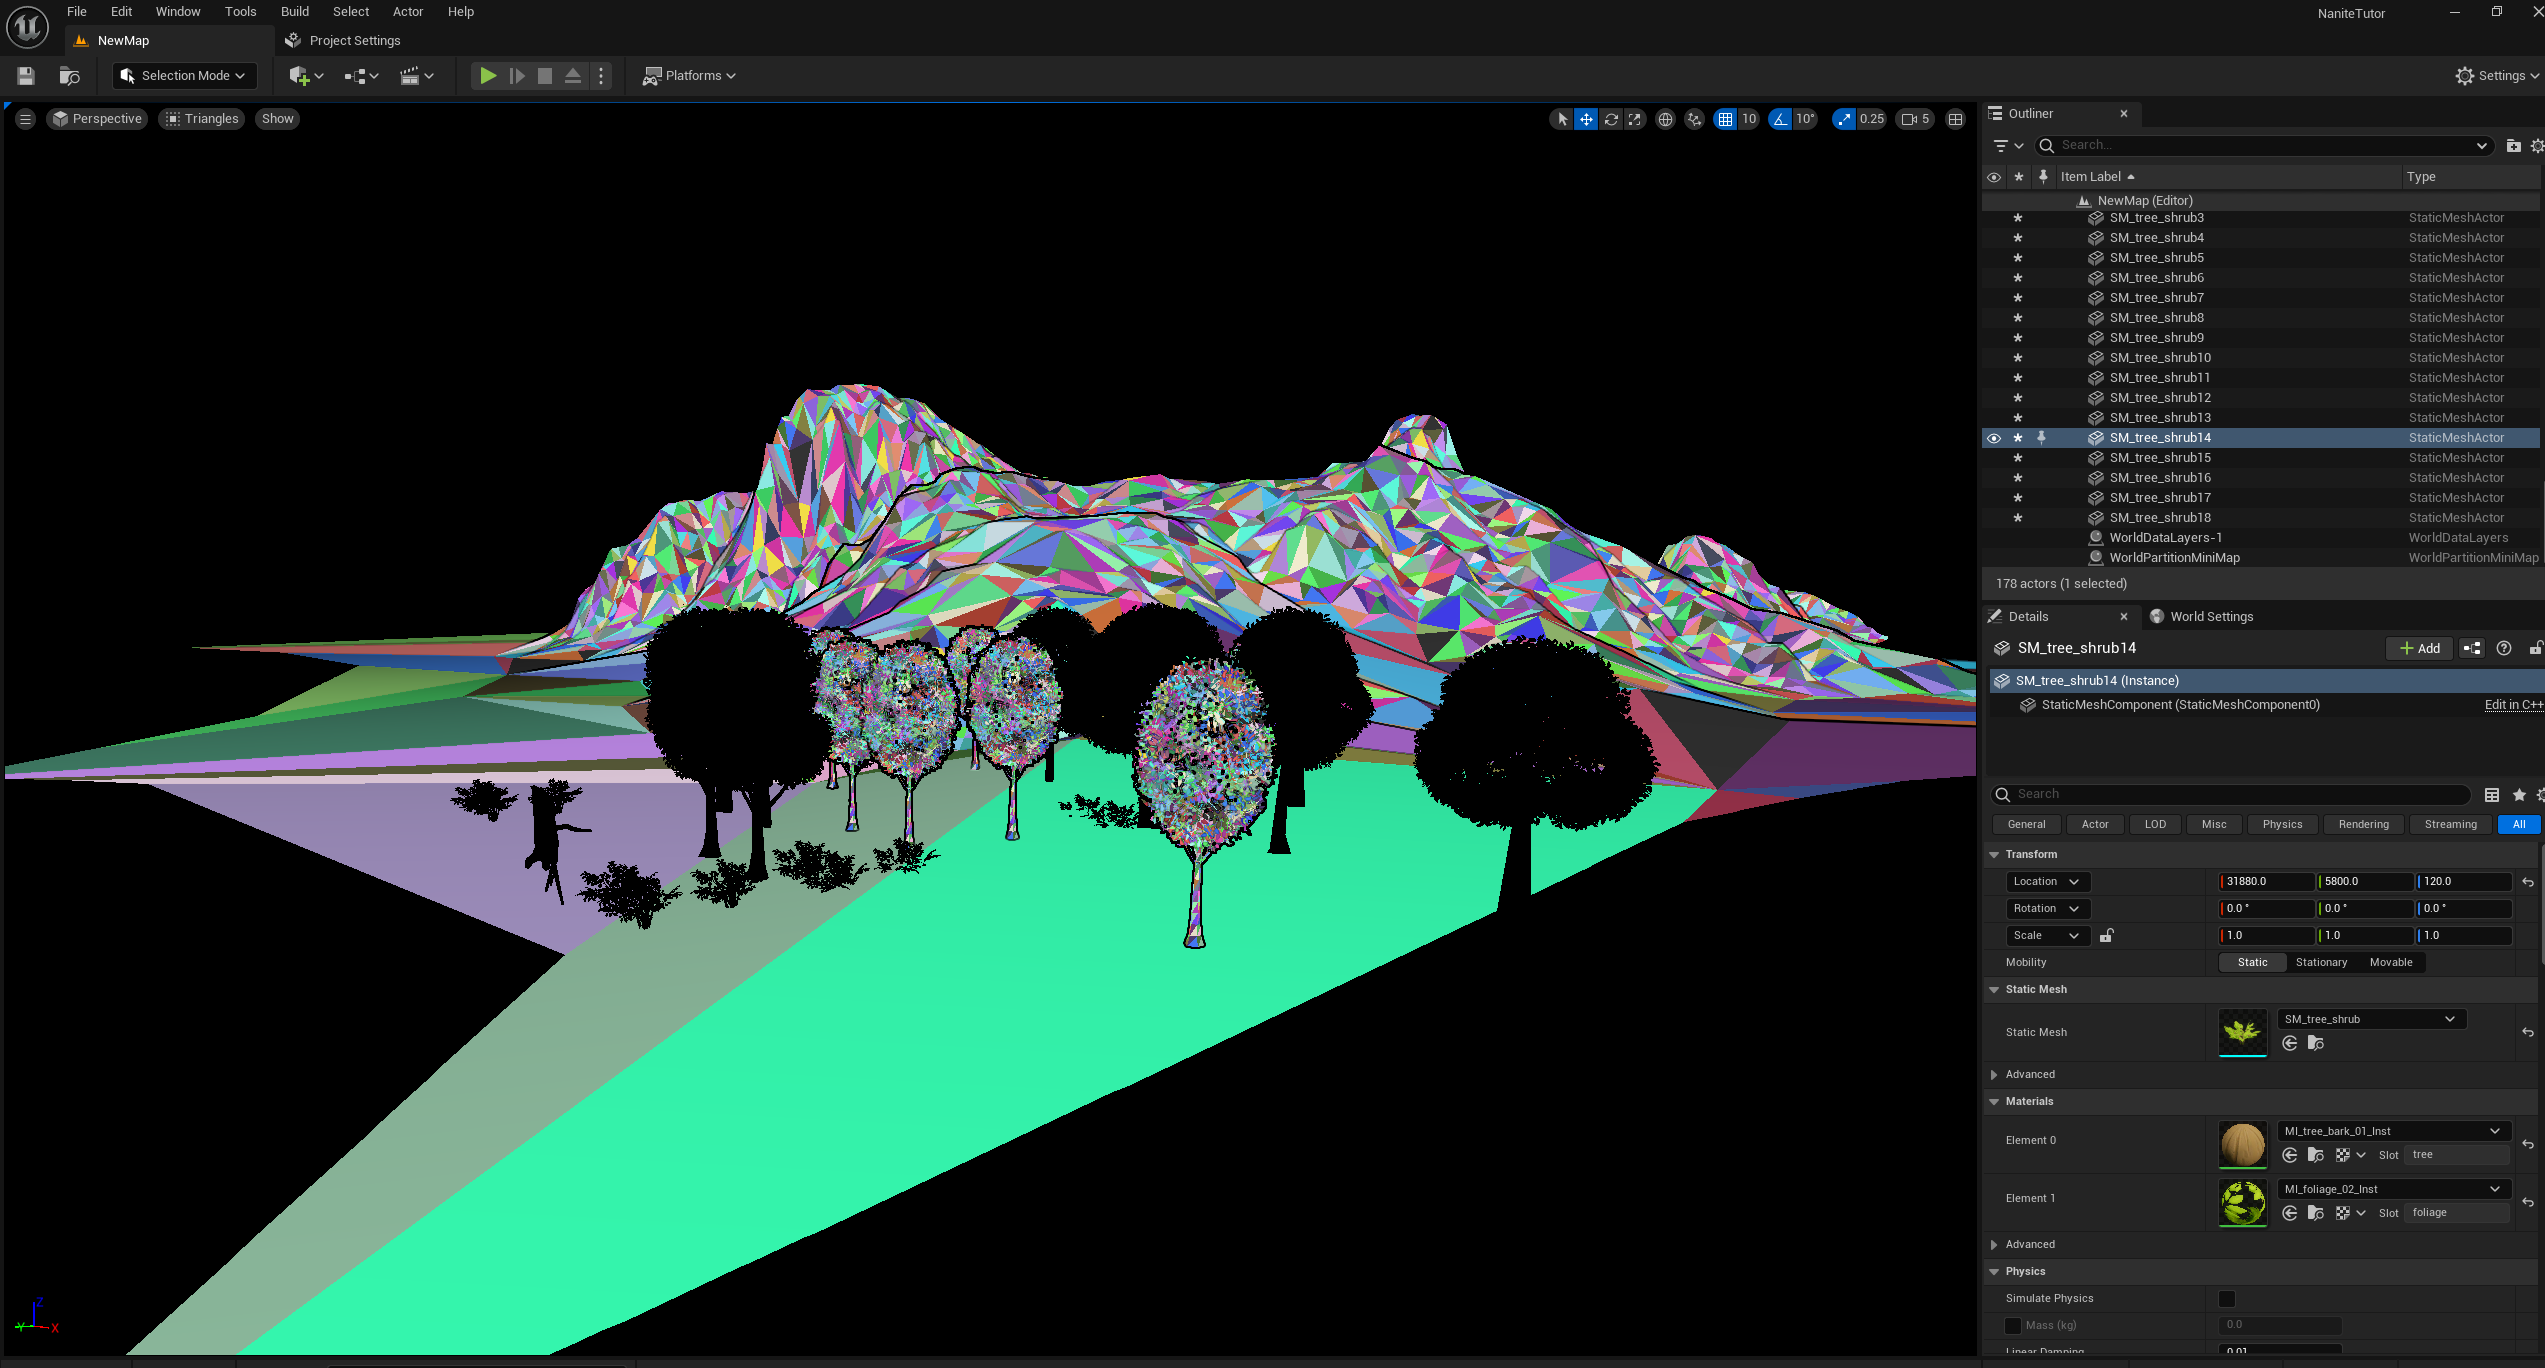 File Edit Window Tools Build Select Actor Help
NaniteTutor
NewMap
Project Settings
Selection Mode
Platforms
Settings
Perspective
Triangles
Show
10
10°
0.25
5
Outliner
Search...
Item Label
Type
NewMap (Editor)
SM_tree_shrub3 StaticMeshActor
SM_tree_shrub4 StaticMeshActor
SM_tree_shrub5 StaticMeshActor
SM_tree_shrub6 StaticMeshActor
SM_tree_shrub7 StaticMeshActor
SM_tree_shrub8 StaticMeshActor
SM_tree_shrub9 StaticMeshActor
SM_tree_shrub10 StaticMeshActor
SM_tree_shrub11 StaticMeshActor
SM_tree_shrub12 StaticMeshActor
SM_tree_shrub13 StaticMeshActor
SM_tree_shrub14 StaticMeshActor
SM_tree_shrub15 StaticMeshActor
SM_tree_shrub16 StaticMeshActor
SM_tree_shrub17 StaticMeshActor
SM_tree_shrub18 StaticMeshActor
WorldDataLayers-1 WorldDataLayers
WorldPartitionMiniMap WorldPartitionMiniMap
178 actors (1 selected)
Details
World Settings
SM_tree_shrub14
Add
SM_tree_shrub14 (Instance)
StaticMeshComponent (StaticMeshComponent0) Edit in C++
Search
General Actor LOD Misc Physics Rendering Streaming All
Transform
Location 31880.0 5800.0 120.0
Rotation 0.0 ° 0.0 ° 0.0 °
Scale 1.0 1.0 1.0
Mobility Static Stationary Movable
Static Mesh
Static Mesh SM_tree_shrub
Advanced
Materials
Element 0 MI_tree_bark_01_Inst
Slot tree
Element 1 MI_foliage_02_Inst
Slot foliage
Advanced
Physics
Simulate Physics
Mass (kg) 0.0
Linear Damping 0.01
Z
Y
X